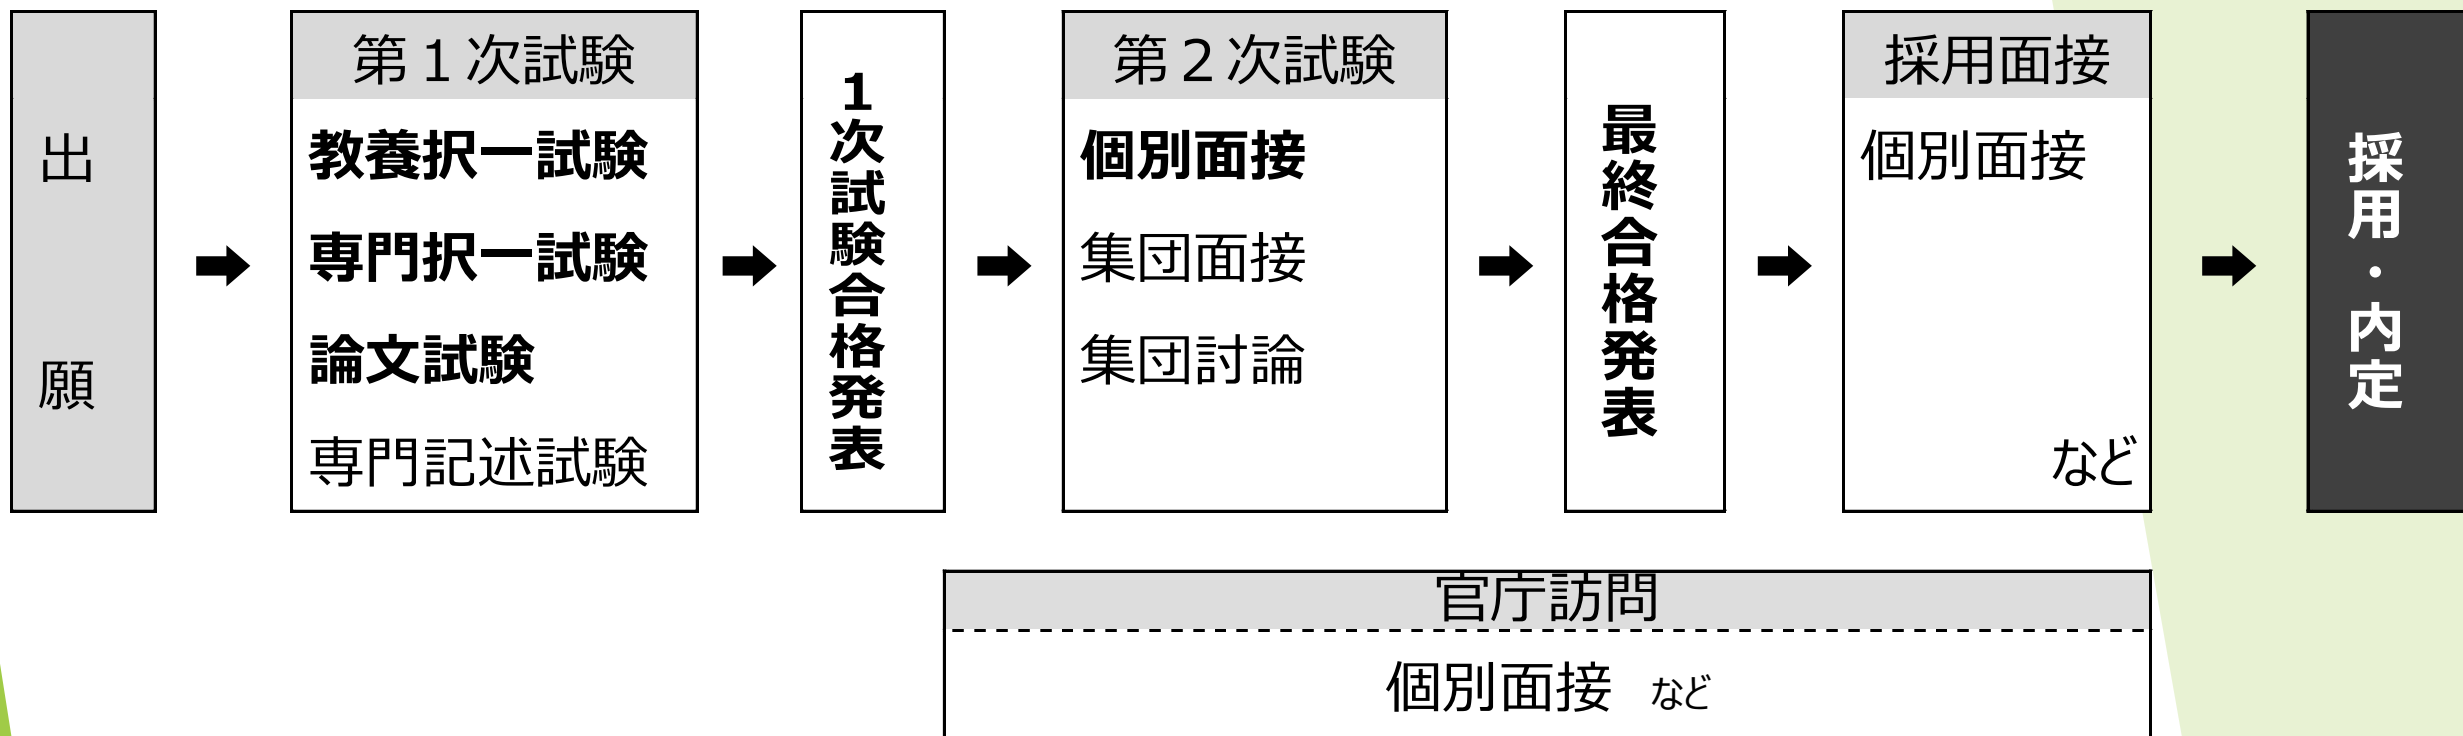 出
願
第１次試験
教養択一試験
専門択一試験
論文試験
専門記述試験
１次試験合格発表
第２次試験
個別面接
集団面接
集団討論
最終合格発表
採用面接
個別面接
など
採用・内定
官庁訪問
個別面接　など